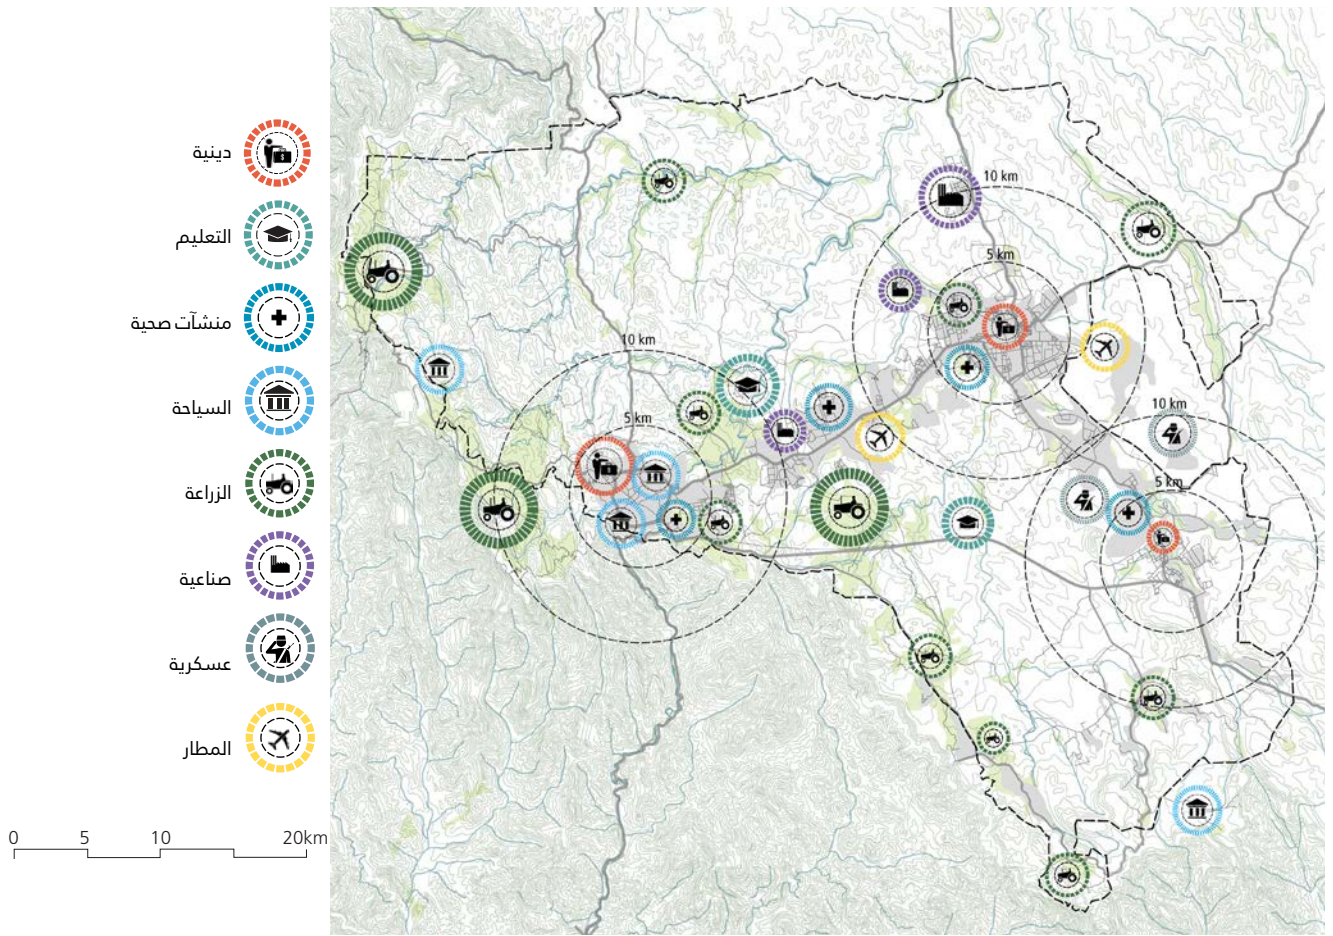 دينية
التعليم
منشآت صحية
السياحة
الزراعة
صناعية
عسكرية
المطار
0 5 10 20km
10 km
5 km
10 km
5 km
10 km
5 km